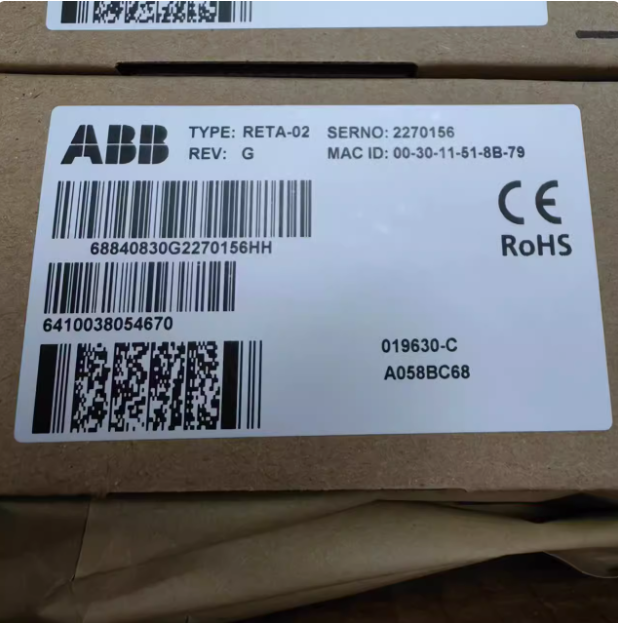 ABB
TYPE: RETA-02 SERNO: 2270156
REV: G MAC ID: 00-30-11-51-8B-79
CE
RoHS
68840830G2270156HH
6410038054670
019630-C
A058BC68